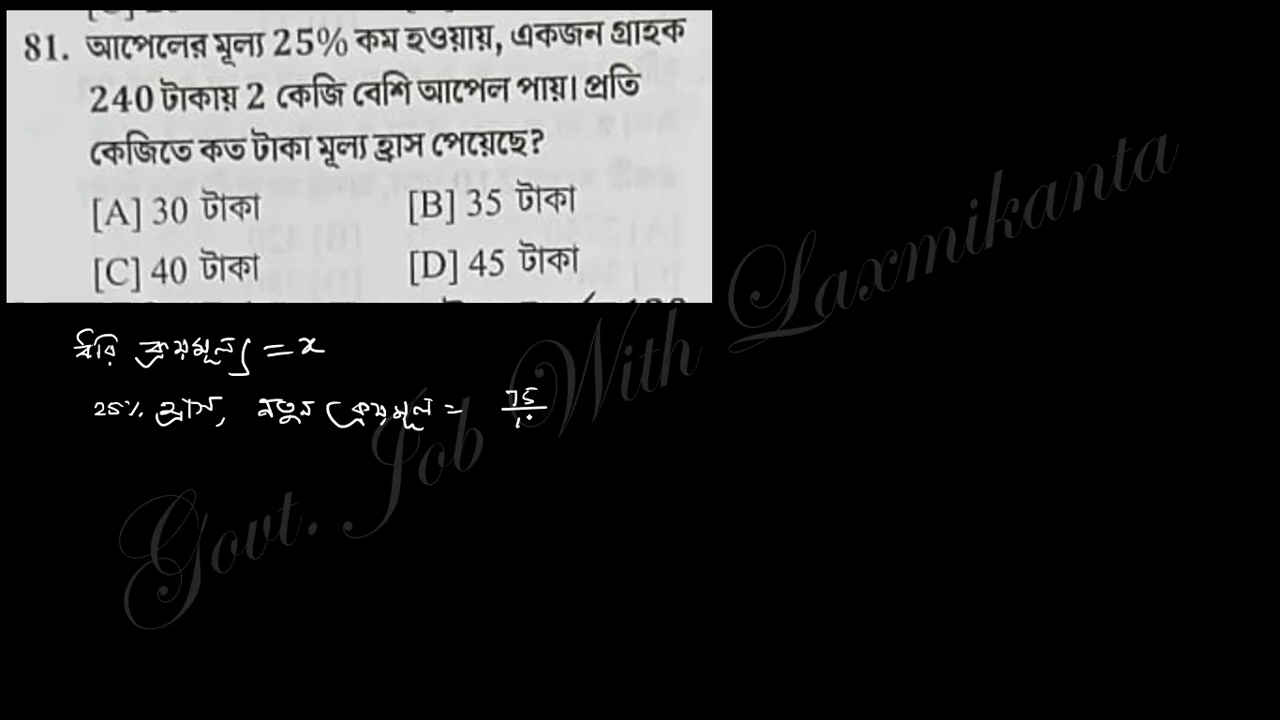 81. আপেলের মূল্য 25% কম হওয়ায়, একজন গ্রাহক
240 টাকায় 2 কেজি বেশি আপেল পায়। প্রতি
কেজিতে কত টাকা মূল্য হ্রাস পেয়েছে?
[A] 30 টাকা [B] 35 টাকা
[C] 40 টাকা [D] 45 টাকা
ধরি ক্রয়মূল্য = x
25% হ্রাস, নতুন ক্রয়মূল্য = 75
Govt. Job With Laxmikanta